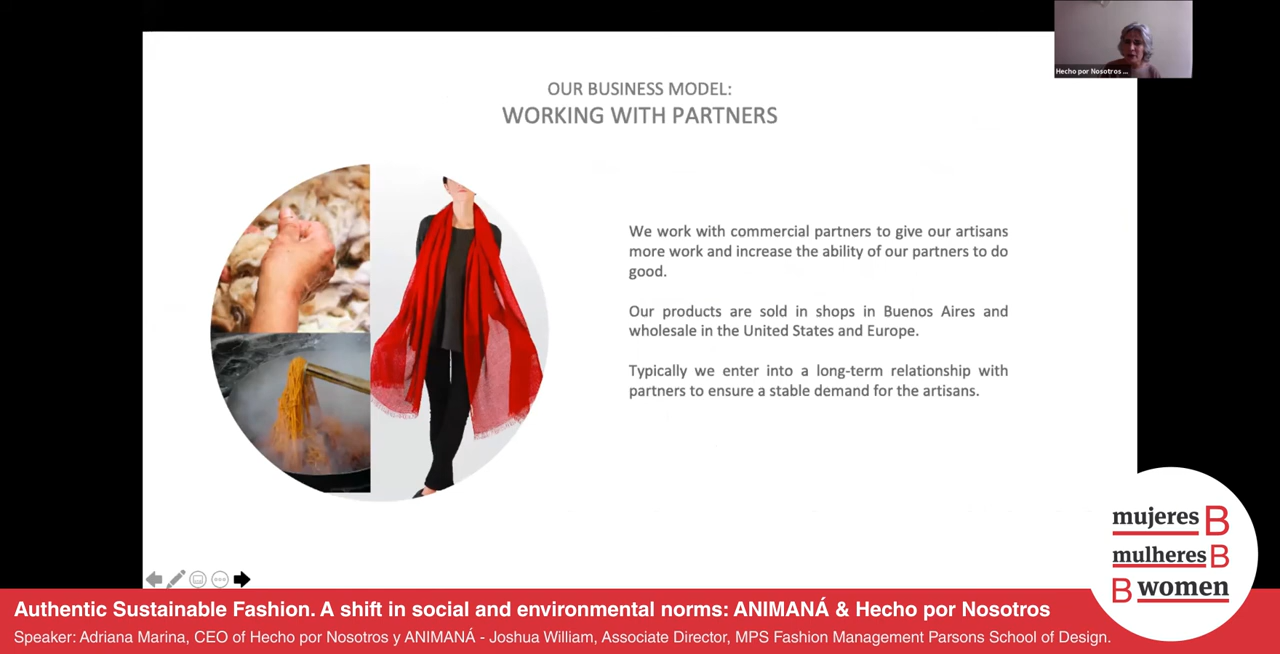 Hecho por Nosotros ...
OUR BUSINESS MODEL:
WORKING WITH PARTNERS
We work with commercial partners to give our artisans
more work and increase the ability of our partners to do
good.
Our products are sold in shops in Buenos Aires and
wholesale in the United States and Europe.
Typically we enter into a long-term relationship with
partners to ensure a stable demand for the artisans.
mujeres B
mulheres B
B women
Authentic Sustainable Fashion. A shift in social and environmental norms: ANIMANÁ & Hecho por Nosotros
Speaker: Adriana Marina, CEO of Hecho por Nosotros y ANIMANÁ - Joshua William, Associate Director, MPS Fashion Management Parsons School of Design.